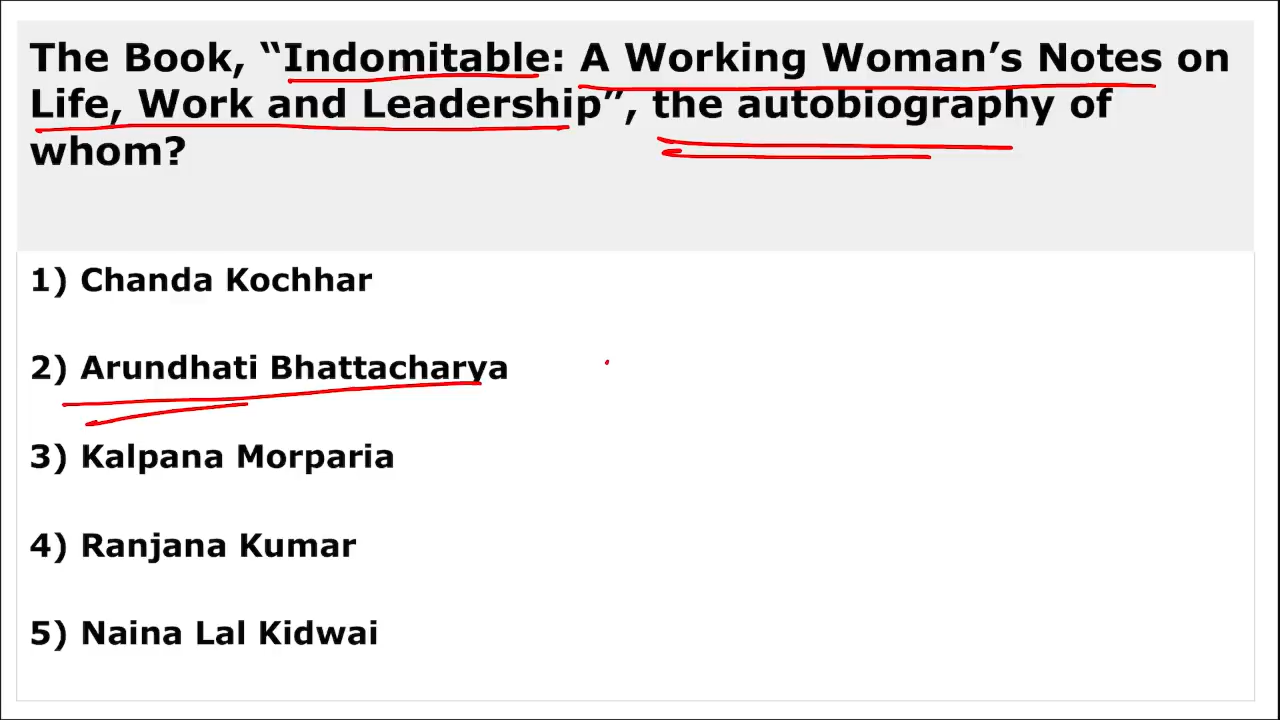 The Book, “Indomitable: A Working Woman’s Notes on
Life, Work and Leadership”, the autobiography of
whom?
1) Chanda Kochhar
2) Arundhati Bhattacharya
3) Kalpana Morparia
4) Ranjana Kumar
5) Naina Lal Kidwai